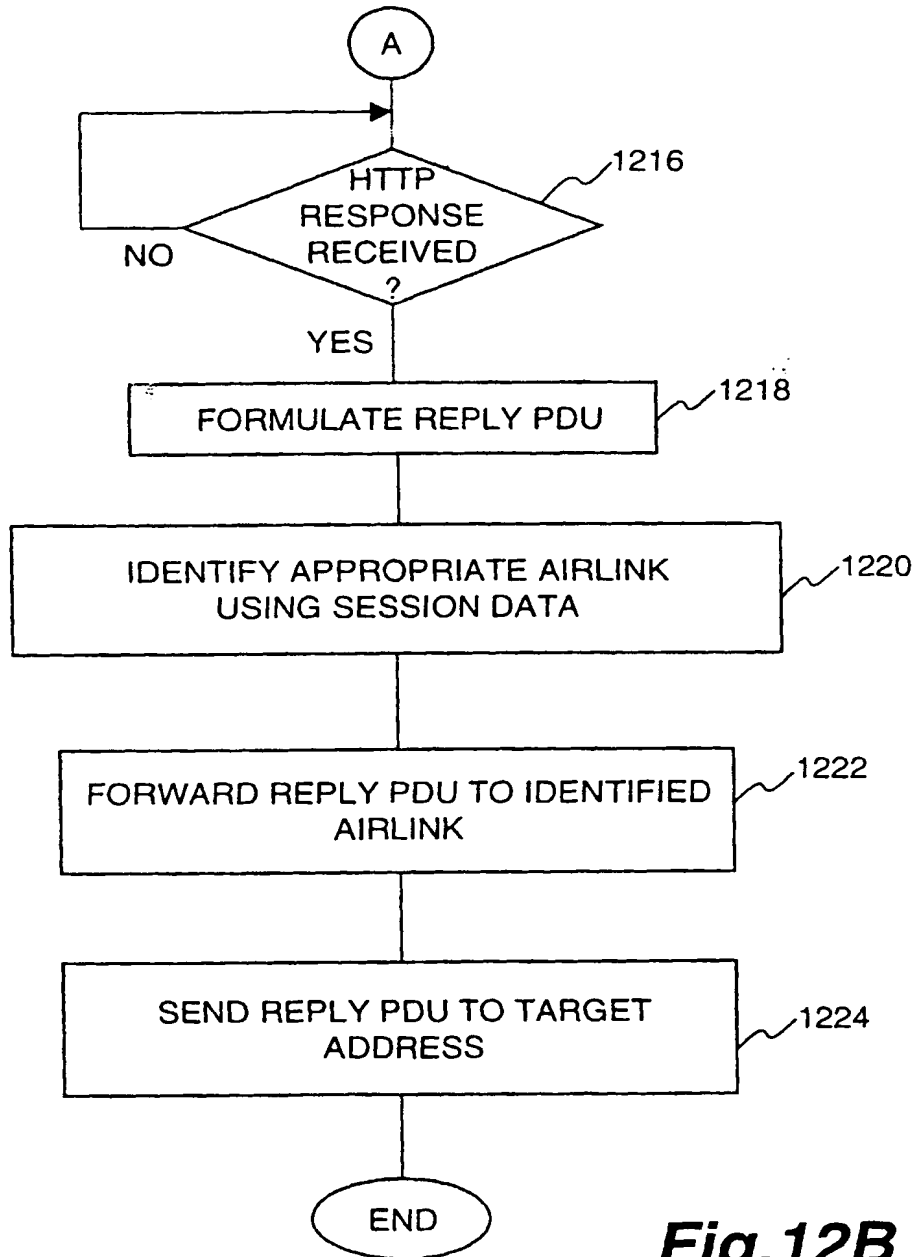 A
HTTP
RESPONSE
RECEIVED
?
1216
NO
YES
FORMULATE REPLY PDU
1218
IDENTIFY APPROPRIATE AIRLINK
USING SESSION DATA
1220
FORWARD REPLY PDU TO IDENTIFIED
AIRLINK
1222
SEND REPLY PDU TO TARGET
ADDRESS
1224
END
Fig.12B